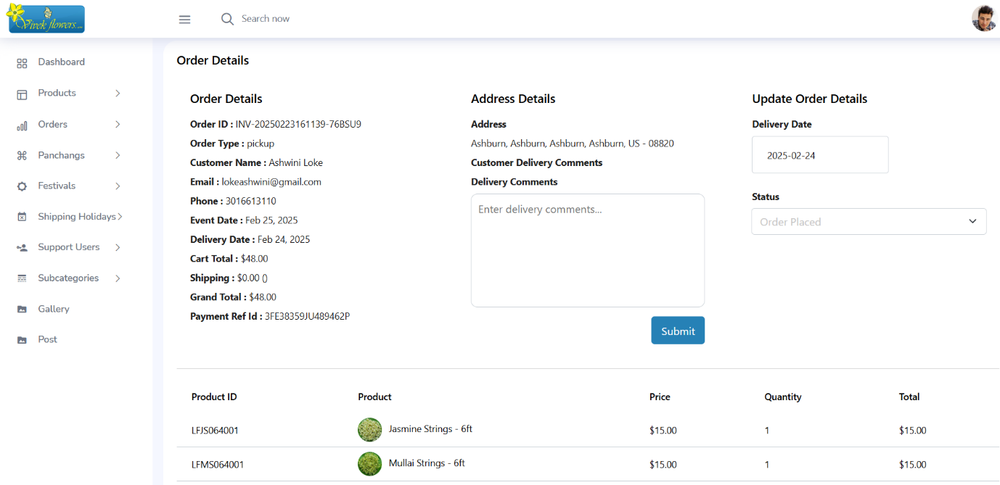 Vivek flowers.com
Search now
Dashboard
Products
Orders
Panchangs
Festivals
Shipping Holidays
Support Users
Subcategories
Gallery
Post
Order Details
Order Details
Order ID : INV-20250223161139-76BSU9
Order Type : pickup
Customer Name : Ashwini Loke
Email : lokeashwini@gmail.com
Phone : 3016613110
Event Date : Feb 25, 2025
Delivery Date : Feb 24, 2025
Cart Total : $48.00
Shipping : $0.00 ()
Grand Total : $48.00
Payment Ref Id : 3FE38359JU489462P
Address Details
Address
Ashburn, Ashburn, Ashburn, Ashburn, US - 08820
Customer Delivery Comments
Delivery Comments
Enter delivery comments...
Submit
Update Order Details
Delivery Date
2025-02-24
Status
Order Placed
Product ID Product Price Quantity Total
LFJS064001 Jasmine Strings - 6ft $15.00 1 $15.00
LFMS064001 Mullai Strings - 6ft $15.00 1 $15.00